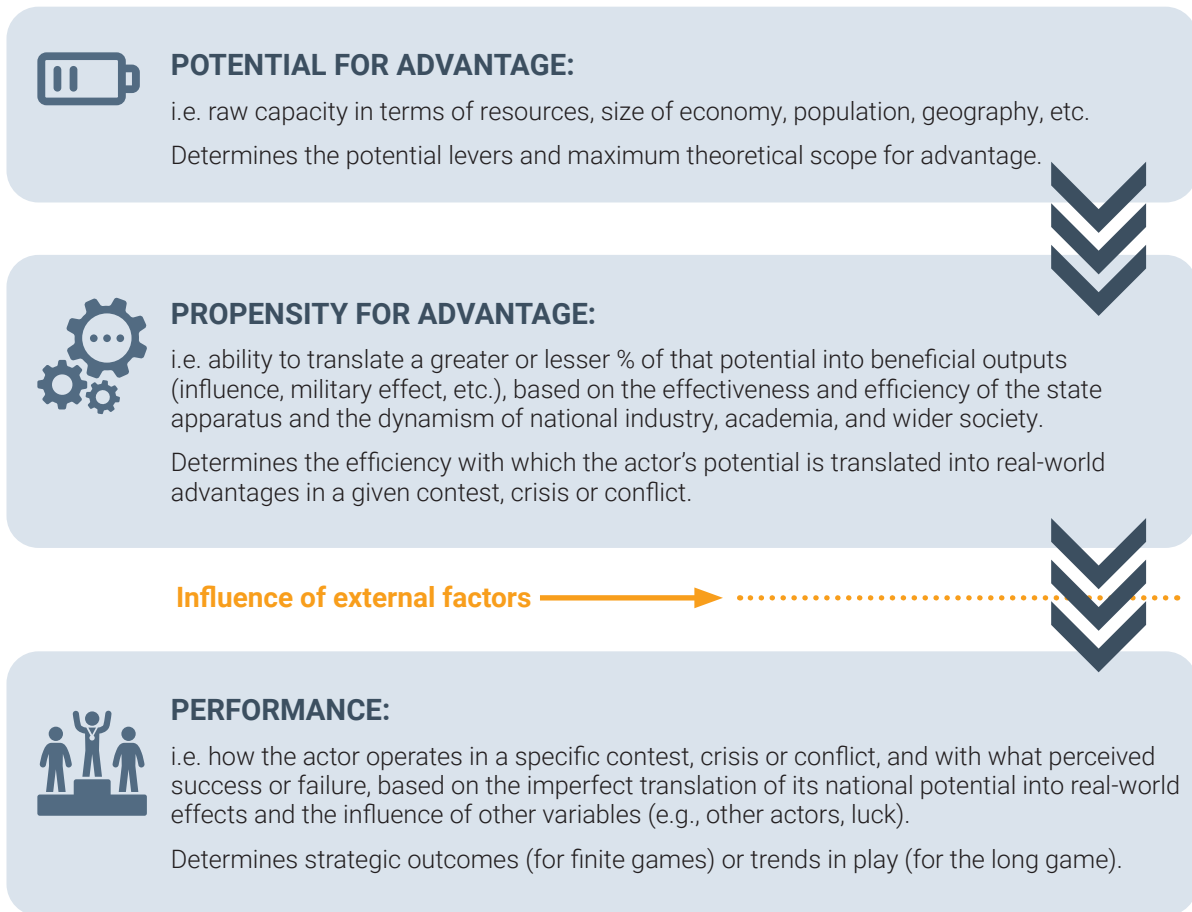 POTENTIAL FOR ADVANTAGE:
i.e. raw capacity in terms of resources, size of economy, population, geography, etc.
Determines the potential levers and maximum theoretical scope for advantage.
PROPENSITY FOR ADVANTAGE:
i.e. ability to translate a greater or lesser % of that potential into beneficial outputs
(influence, military effect, etc.), based on the effectiveness and efficiency of the state
apparatus and the dynamism of national industry, academia, and wider society.
Determines the efficiency with which the actor’s potential is translated into real-world
advantages in a given contest, crisis or conflict.
Influence of external factors
PERFORMANCE:
i.e. how the actor operates in a specific contest, crisis or conflict, and with what perceived
success or failure, based on the imperfect translation of its national potential into real-world
effects and the influence of other variables (e.g., other actors, luck).
Determines strategic outcomes (for finite games) or trends in play (for the long game).